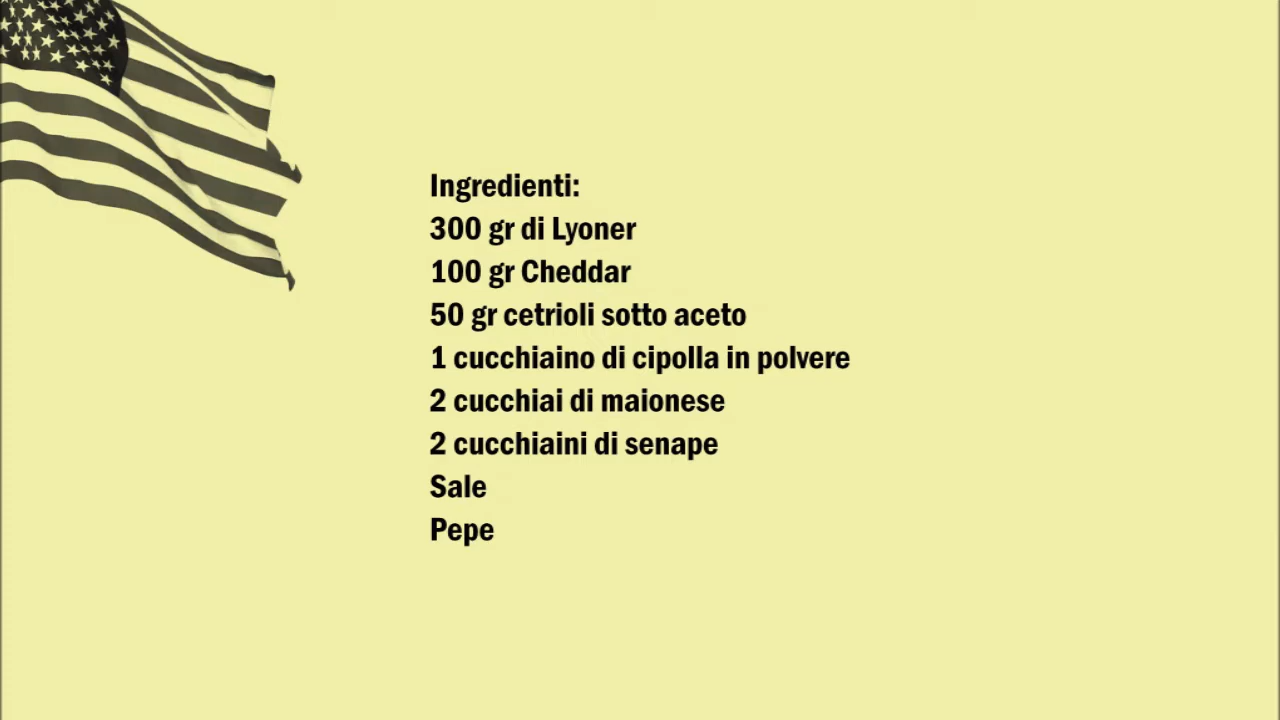 Ingredienti:
300 gr di Lyoner
100 gr Cheddar
50 gr cetrioli sotto aceto
1 cucchiaino di cipolla in polvere
2 cucchiai di maionese
2 cucchiaini di senape
Sale
Pepe